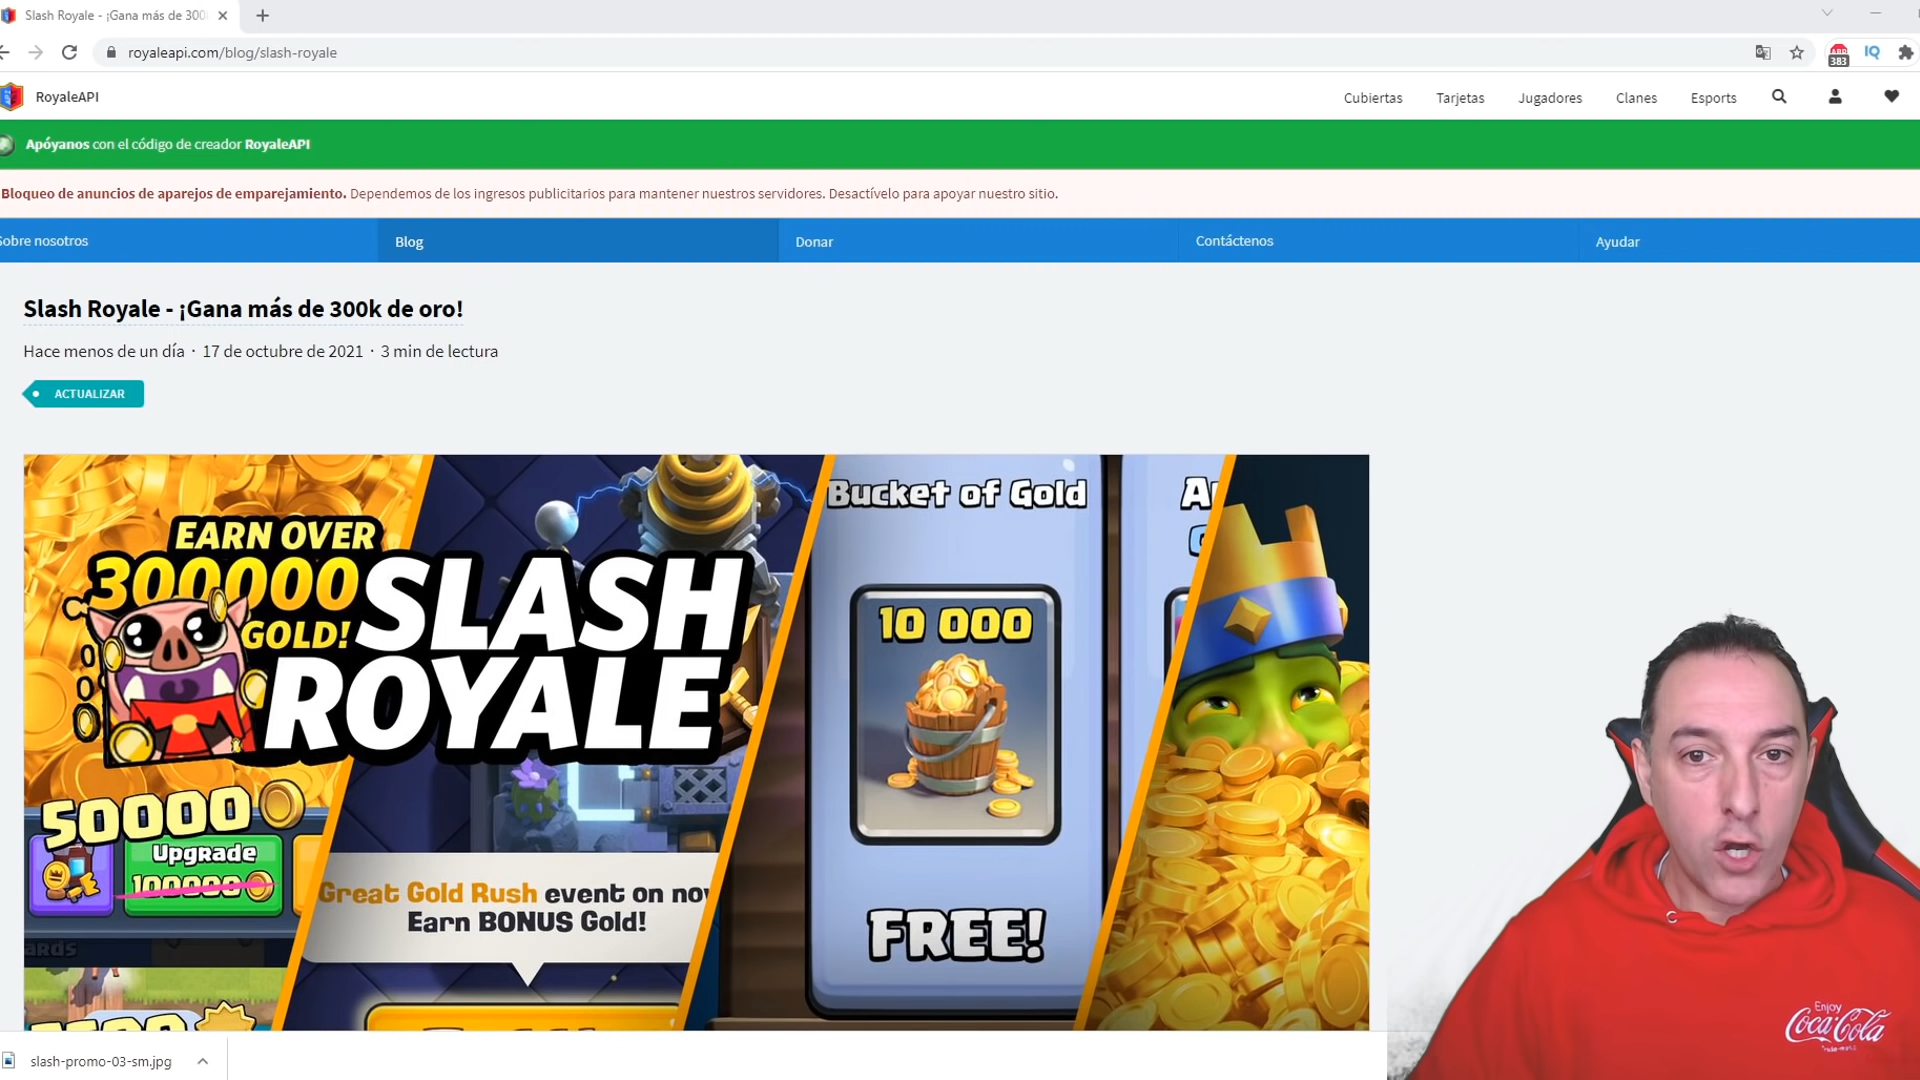 Slash Royale - ¡Gana más de 300
royaleapi.com/blog/slash-royale
ABP
383
IQ
RoyaleAPI
Cubiertas
Tarjetas
Jugadores
Clanes
Esports
Apóyanos con el código de creador RoyaleAPI
Bloqueo de anuncios de aparejos de emparejamiento. Dependemos de los ingresos publicitarios para mantener nuestros servidores. Desactívelo para apoyar nuestro sitio.
Sobre nosotros
Blog
Donar
Contáctenos
Ayudar
Slash Royale - ¡Gana más de 300k de oro!
Hace menos de un día · 17 de octubre de 2021 · 3 min de lectura
ACTUALIZAR
EARN OVER
300000
GOLD!
SLASH
ROYALE
50000
Upgrade
100000
Great Gold Rush event on now
Earn BONUS Gold!
Bucket of Gold
10 000
FREE!
Enjoy
Coca-Cola
slash-promo-03-sm.jpg